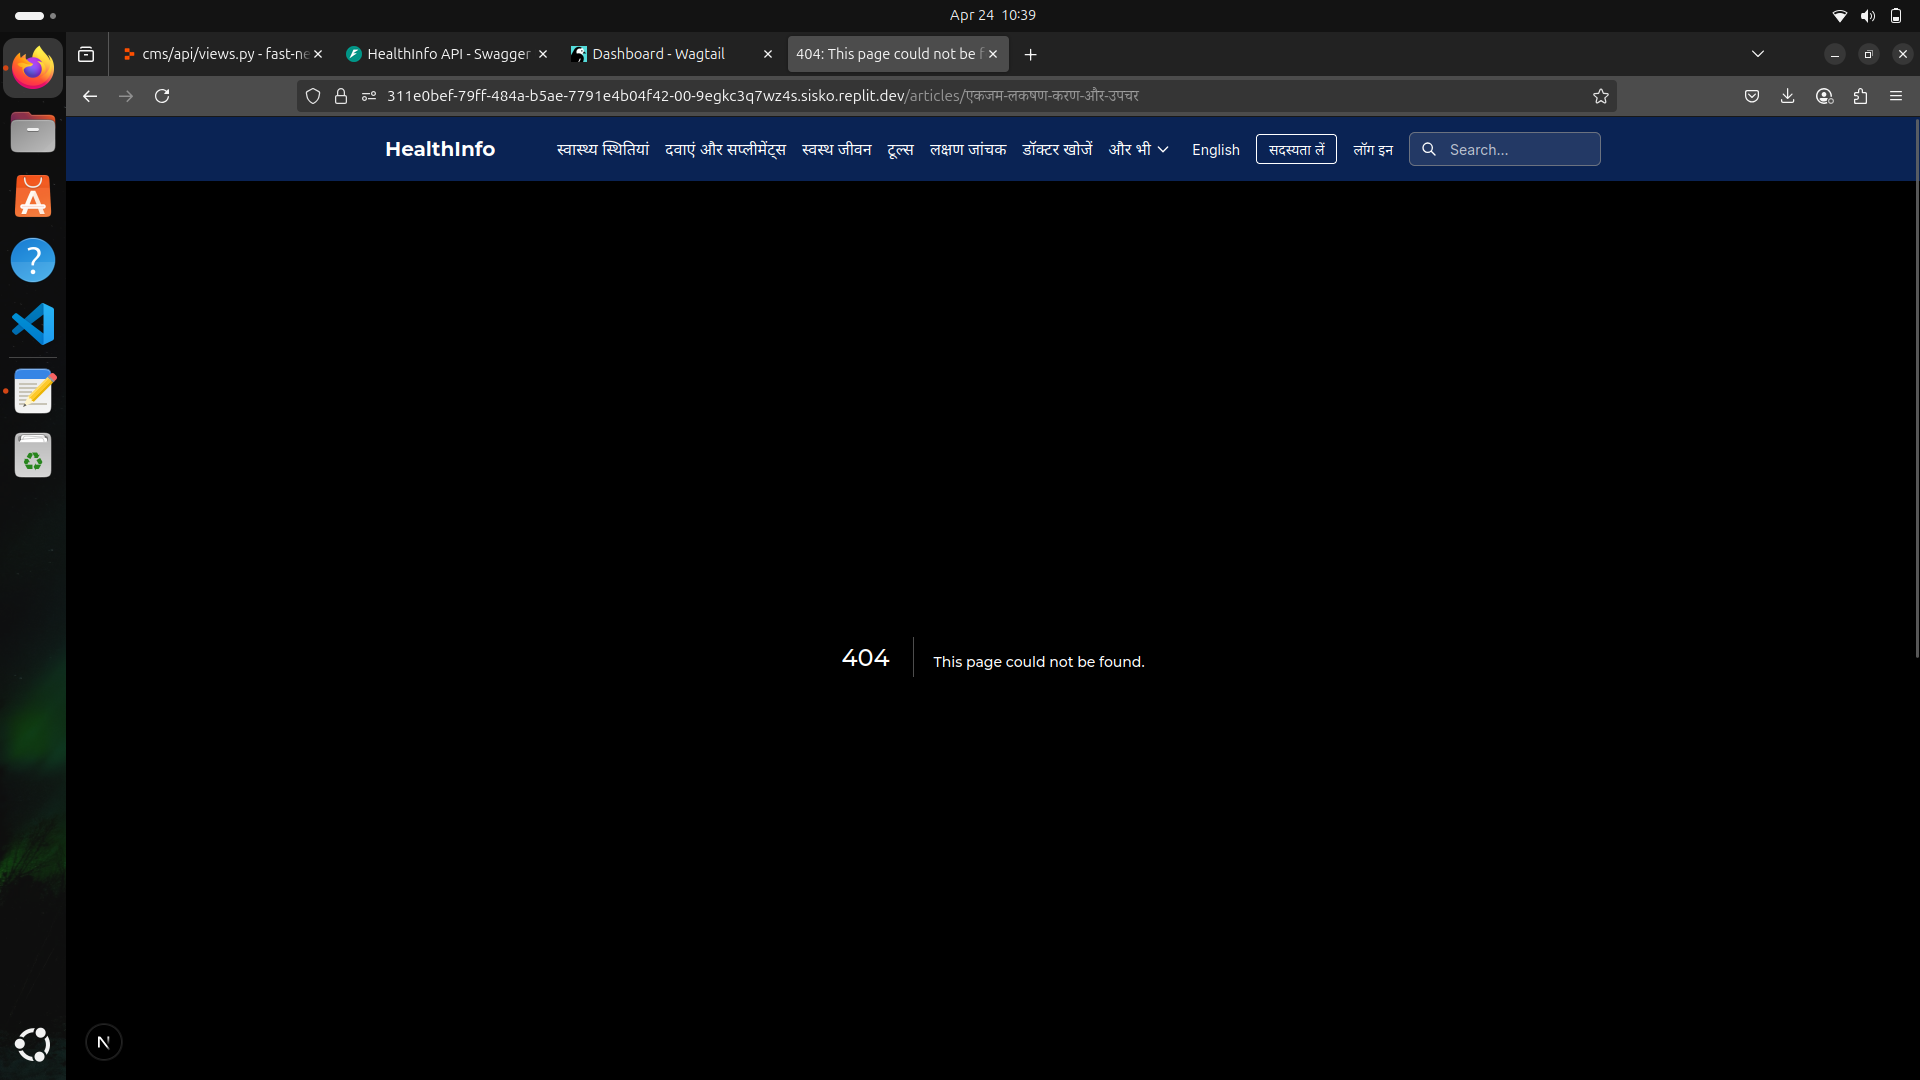 Apr 24 10:39
cms/api/views.py - fast-ne
HealthInfo API - Swagger
Dashboard - Wagtail
404: This page could not be f
311e0bef-79ff-484a-b5ae-7791e4b04f42-00-9egkc3q7wz4s.sisko.replit.dev/articles/एकजम-लकषण-करण-और-उपचर
HealthInfo
स्वास्थ्य स्थितियां
दवाएं और सप्लीमेंट्स
स्वस्थ जीवन
टूल्स
लक्षण जांचक
डॉक्टर खोजें
और भी
English
सदस्यता लें
लॉग इन
Search...
404
This page could not be found.
N